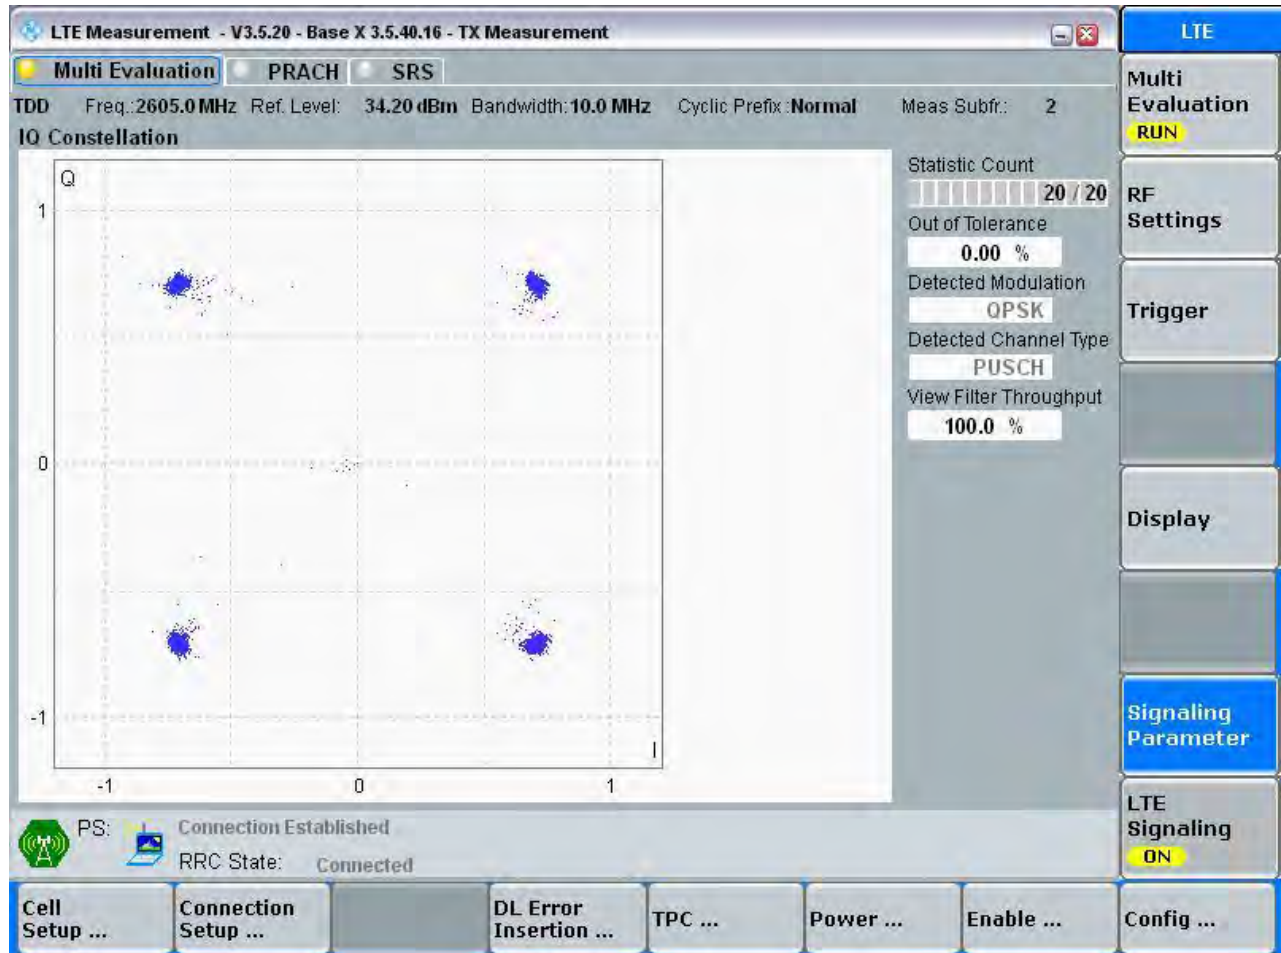 LTE Measurement - V3.5.20 - Base X 3.5.40.16 - TX Measurement
LTE
Multi Evaluation PRACH SRS
TDD Freq.:2605.0 MHz Ref. Level: 34.20 dBm Bandwidth:10.0 MHz Cyclic Prefix :Normal Meas Subfr.: 2
IQ Constellation
Q
1
0
-1
-1 0 1
I
Statistic Count
20 / 20
Out of Tolerance
0.00 %
Detected Modulation
QPSK
Detected Channel Type
PUSCH
View Filter Throughput
100.0 %
Multi
Evaluation
RUN
RF
Settings
Trigger
Display
Signaling
Parameter
LTE
Signaling
ON
PS: Connection Established
RRC State: Connected
Cell
Setup ...
Connection
Setup ...
DL Error
Insertion ...
TPC ...
Power ...
Enable ...
Config ...